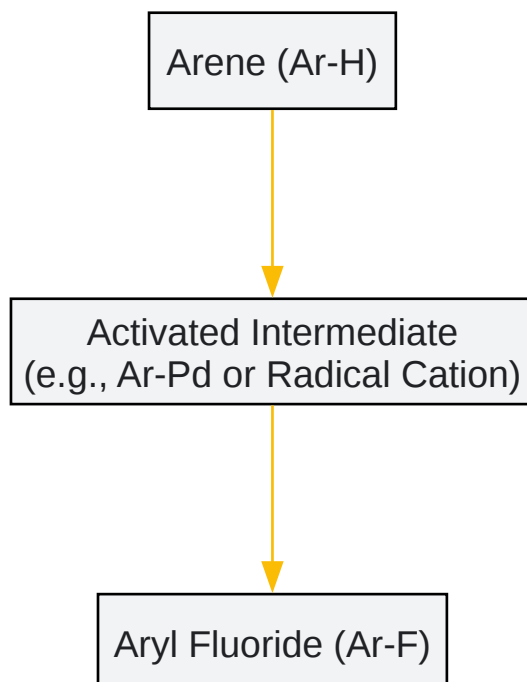 Arene (Ar-H)
Activated Intermediate
(e.g., Ar-Pd or Radical Cation)
Aryl Fluoride (Ar-F)